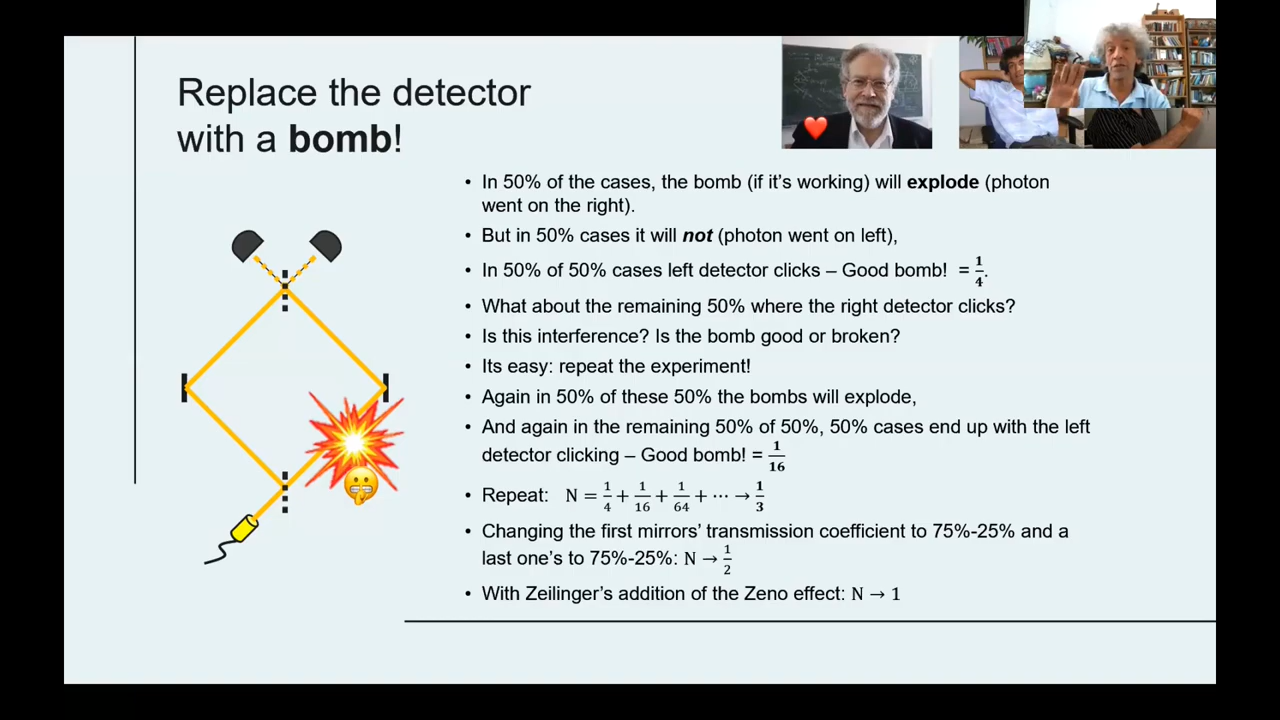 Replace the detector
with a bomb!
• In 50% of the cases, the bomb (if it's working) will explode (photon
went on the right).
• But in 50% cases it will not (photon went on left),
• In 50% of 50% cases left detector clicks – Good bomb! = 1/4.
• What about the remaining 50% where the right detector clicks?
• Is this interference? Is the bomb good or broken?
• Its easy: repeat the experiment!
• Again in 50% of these 50% the bombs will explode,
• And again in the remaining 50% of 50%, 50% cases end up with the left
detector clicking – Good bomb! = 1/16
• Repeat: N = 1/4 + 1/16 + 1/64 + ⋯ → 1/3
• Changing the first mirrors' transmission coefficient to 75%-25% and a
last one's to 75%-25%: N → 1/2
• With Zeilinger's addition of the Zeno effect: N → 1